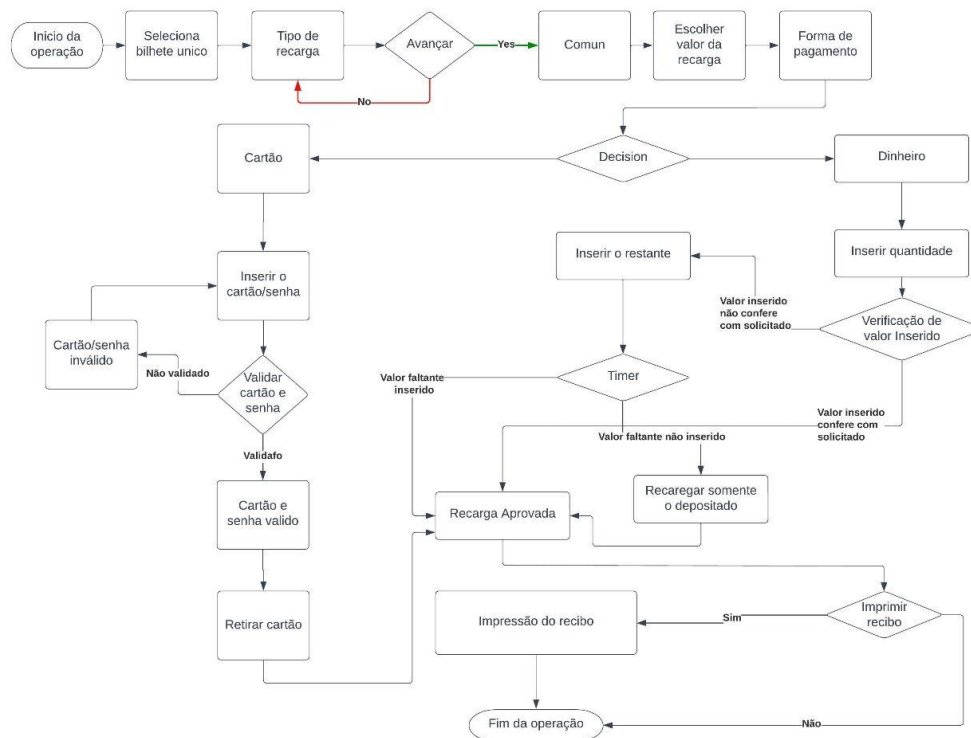 Inicio da
operação
Seleciona
bilhete unico
Tipo de
recarga
Avançar
Yes
No
Comun
Escolher
valor da
recarga
Forma de
pagamento
Cartão
Decision
Dinheiro
Inserir o
cartão/senha
Inserir o restante
Inserir quantidade
Valor inserido
não confere
com solicitado
Verificação de
valor Inserido
Cartão/senha
inválido
Não validado
Validar
cartão e
senha
Valor faltante
inserido
Timer
Valor inserido
confere com
solicitado
Valor faltante não inserido
Validafo
Cartão e
senha valido
Recarga Aprovada
Recaregar somente
o depositado
Retirar cartão
Impressão do recibo
Sim
Imprimir
recibo
Fim da operação
Não